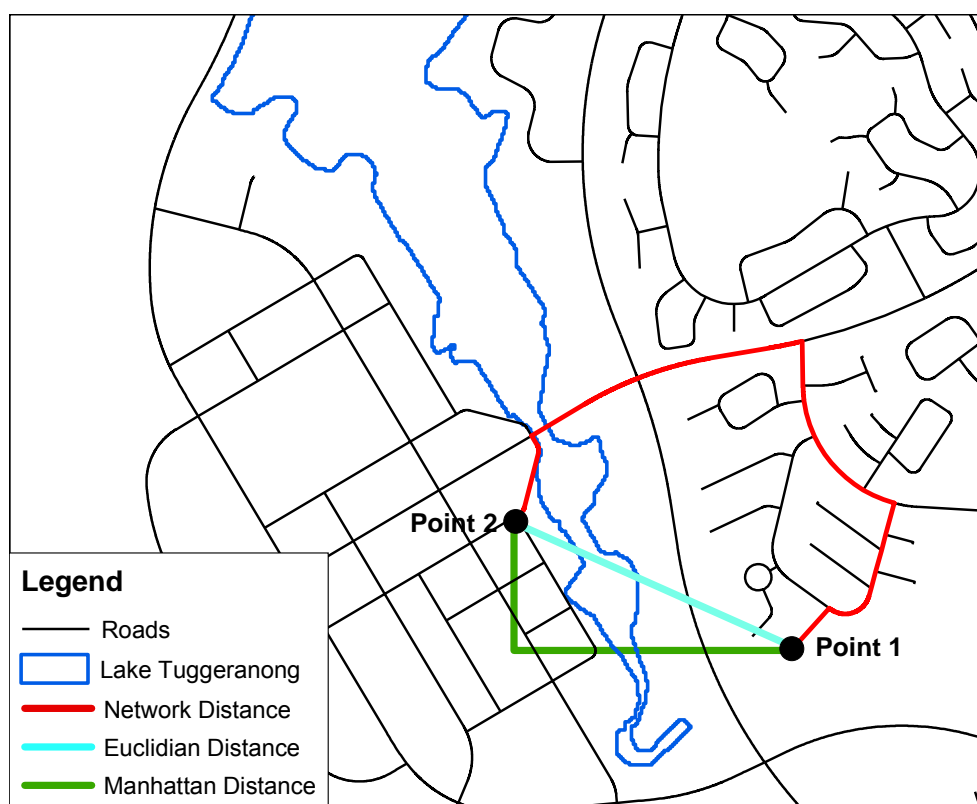 Point 2
Point 1
Legend
Roads
Lake Tuggeranong
Network Distance
Euclidian Distance
Manhattan Distance